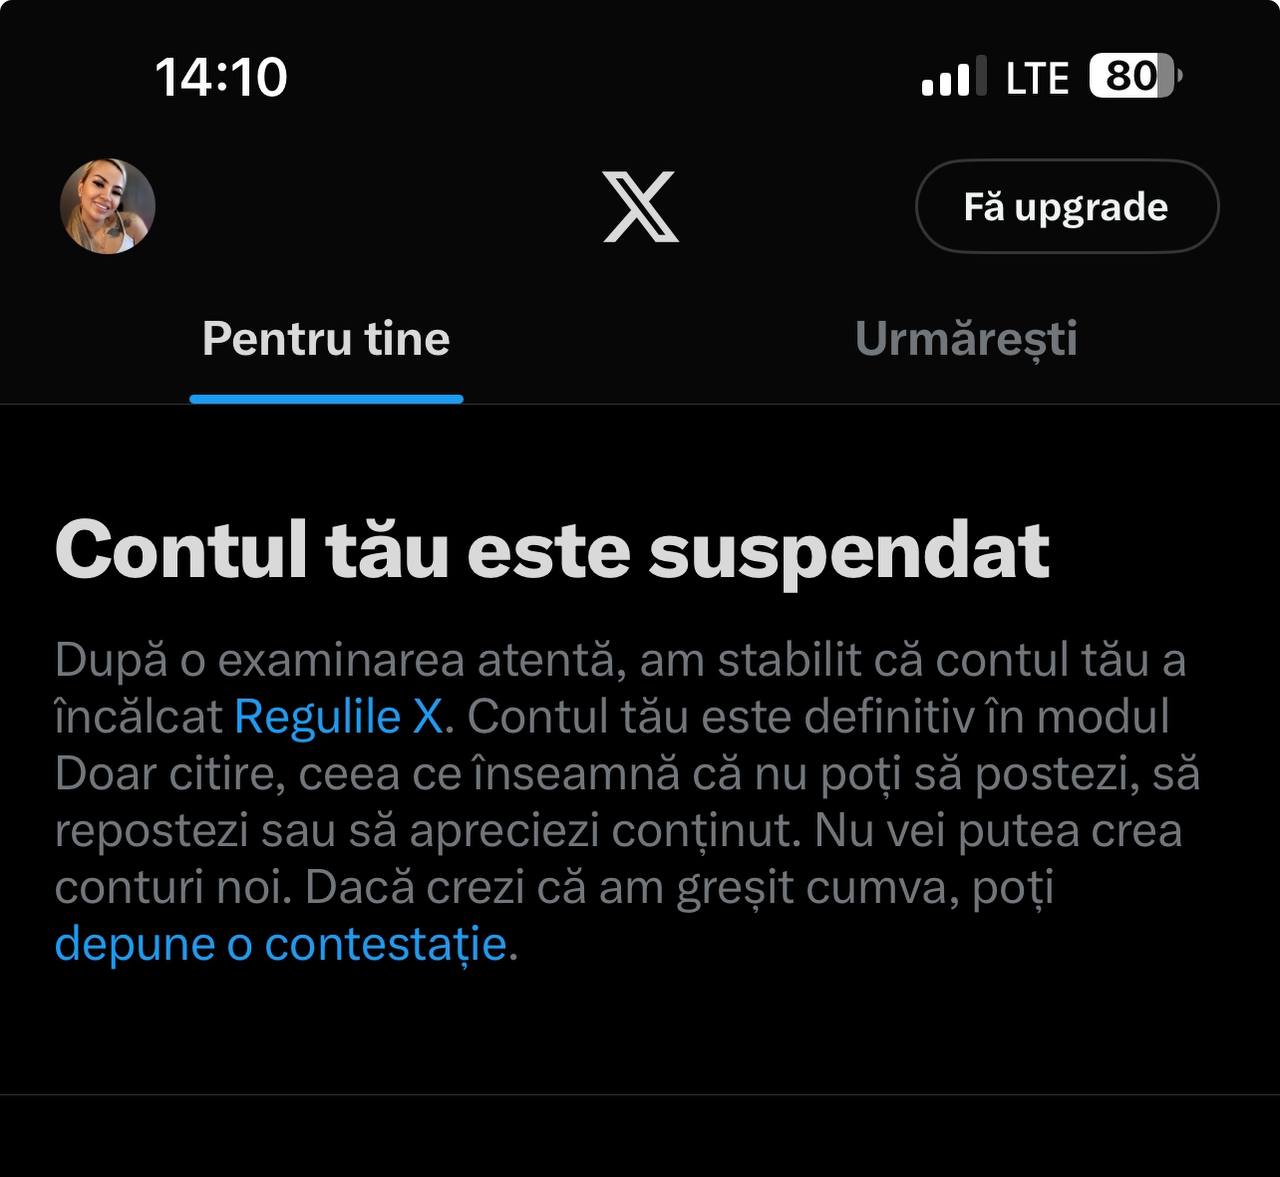 14:10 LTE 80
X Fă upgrade
Pentru tine Urmărești
Contul tău este suspendat
După o examinarea atentă, am stabilit că contul tău a
încălcat Regulile X. Contul tău este definitiv în modul
Doar citire, ceea ce înseamnă că nu poți să postezi, să
repostezi sau să apreciezi conținut. Nu vei putea crea
conturi noi. Dacă crezi că am greșit cumva, poți
depune o contestație.